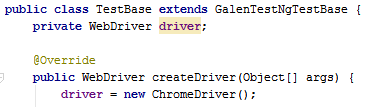 public class TestBase extends GalenTestNgTestBase {
private WebDriver driver;
@Override
public WebDriver createDriver(Object[] args) {
driver = new ChromeDriver();